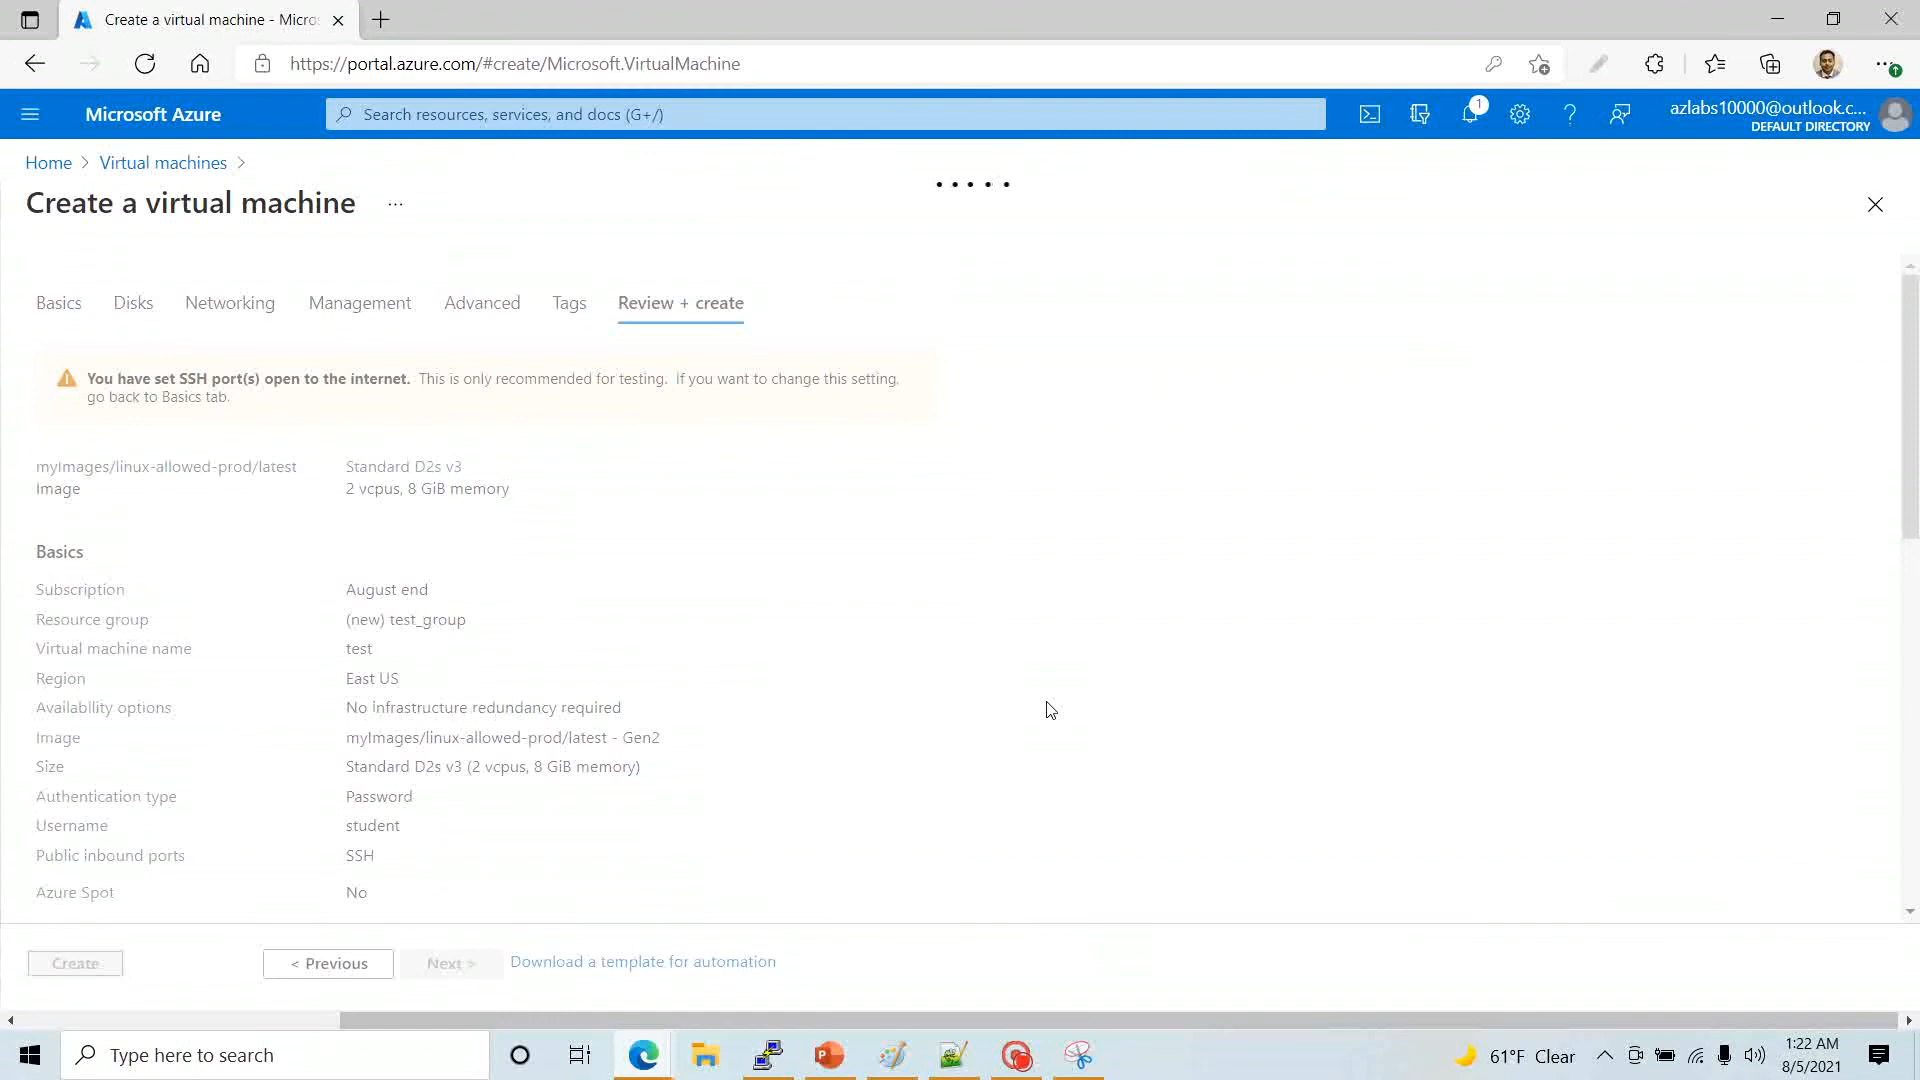 Create a virtual machine - Micro
https://portal.azure.com/#create/Microsoft.VirtualMachine
Microsoft Azure
Search resources, services, and docs (G+/)
1
azlabs10000@outlook.c...
DEFAULT DIRECTORY
Home > Virtual machines >
Create a virtual machine ...
Basics Disks Networking Management Advanced Tags Review + create
You have set SSH port(s) open to the internet. This is only recommended for testing. If you want to change this setting,
go back to Basics tab.
myImages/linux-allowed-prod/latest Standard D2s v3
Image 2 vcpus, 8 GiB memory
Basics
Subscription August end
Resource group (new) test_group
Virtual machine name test
Region East US
Availability options No infrastructure redundancy required
Image myImages/linux-allowed-prod/latest - Gen2
Size Standard D2s v3 (2 vcpus, 8 GiB memory)
Authentication type Password
Username student
Public inbound ports SSH
Azure Spot No
Create < Previous Next > Download a template for automation
Type here to search
61°F Clear
1:22 AM
8/5/2021